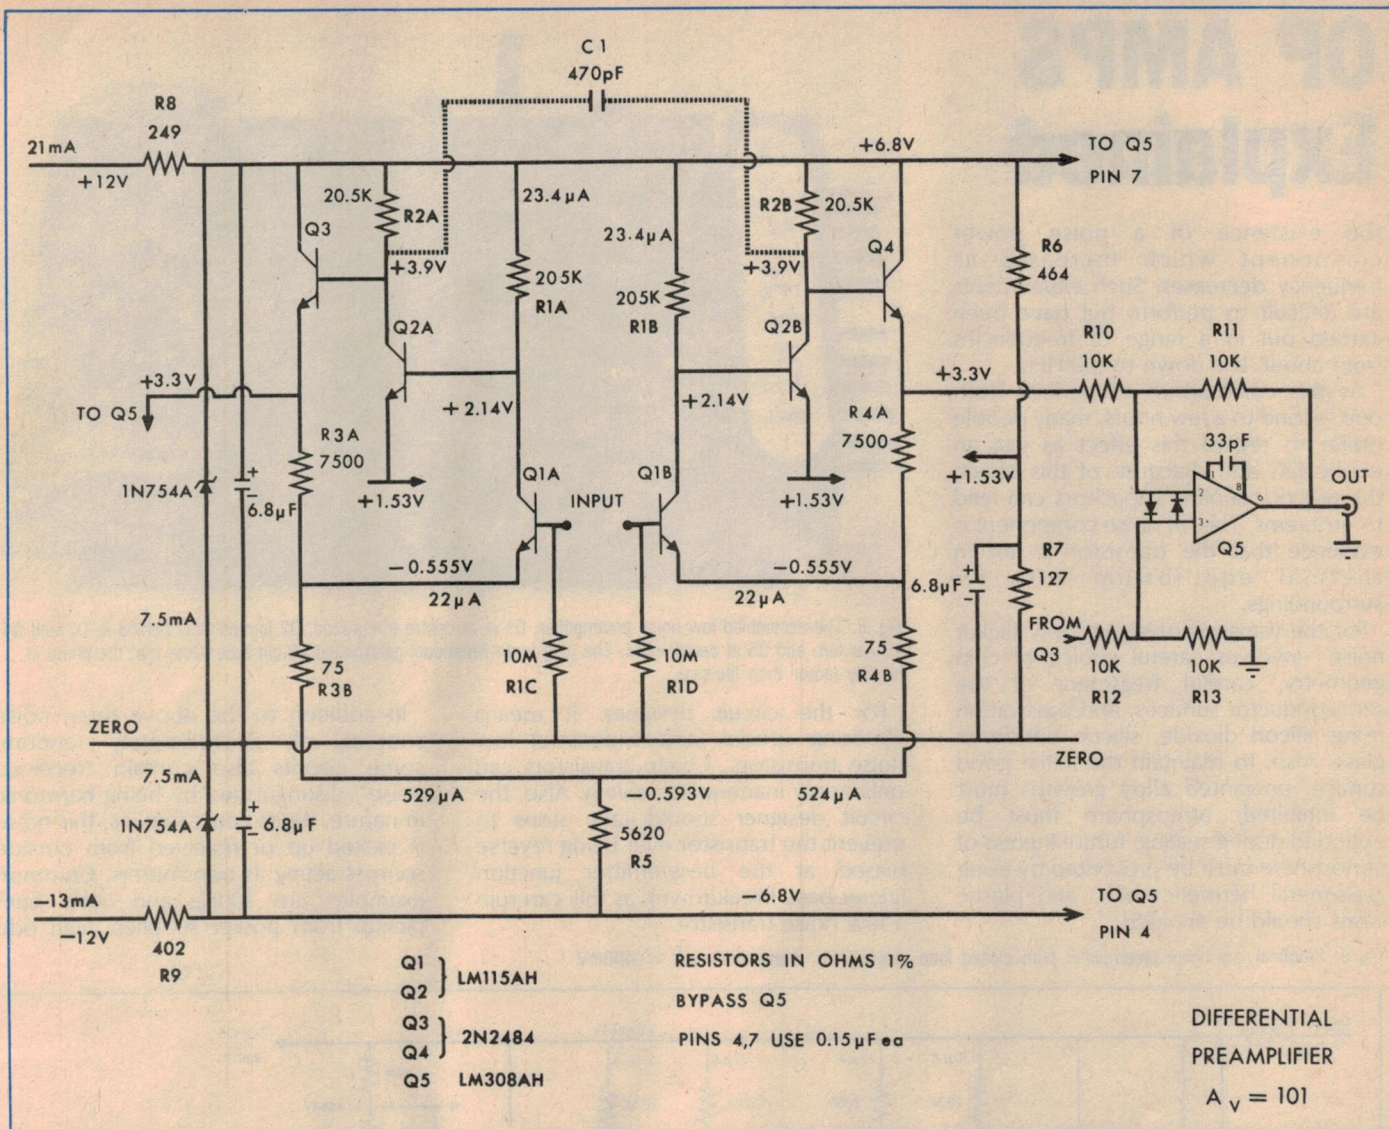 C1
470pF
R8
249
21mA
+12V
+6.8V
TO Q5
PIN 7
20.5K
R2A
23.4µA
23.4µA
R2B
20.5K
Q3
Q4
+3.9V
+3.9V
R6
464
205K
R1A
205K
R1B
Q2A
Q2B
R10
10K
R11
10K
+3.3V
TO Q5
+2.14V
+2.14V
+3.3V
R3A
7500
R4A
7500
33pF
1N754A
+
-
6.8µF
+1.53V
Q1A
INPUT
Q1B
+1.53V
+1.53V
2
3
8
6
OUT
Q5
-0.555V
22µA
-0.555V
22µA
+
6.8µF
-
R7
127
7.5mA
75
R3B
10M
R1C
10M
R1D
75
R4B
FROM
Q3
10K
R12
10K
R13
ZERO
ZERO
7.5mA
529µA
-0.593V
524µA
1N754A
+
-
6.8µF
5620
R5
-13mA
-12V
-6.8V
TO Q5
PIN 4
402
R9
Q1
Q2
LM115AH
Q3
Q4
2N2484
Q5 LM308AH
RESISTORS IN OHMS 1%
BYPASS Q5
PINS 4,7 USE 0.15µF ea
DIFFERENTIAL
PREAMPLIFIER
AV = 101